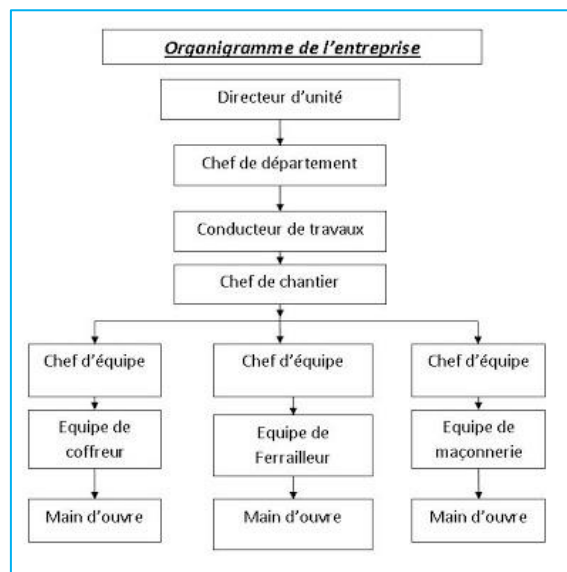 Organigramme de l'entreprise
Directeur d'unité
Chef de département
Conducteur de travaux
Chef de chantier
Chef d'équipe
Chef d'équipe
Chef d'équipe
Equipe de
coffreur
Equipe de
Ferrailleur
Equipe de
maçonnerie
Main d'ouvre
Main d'ouvre
Main d'ouvre